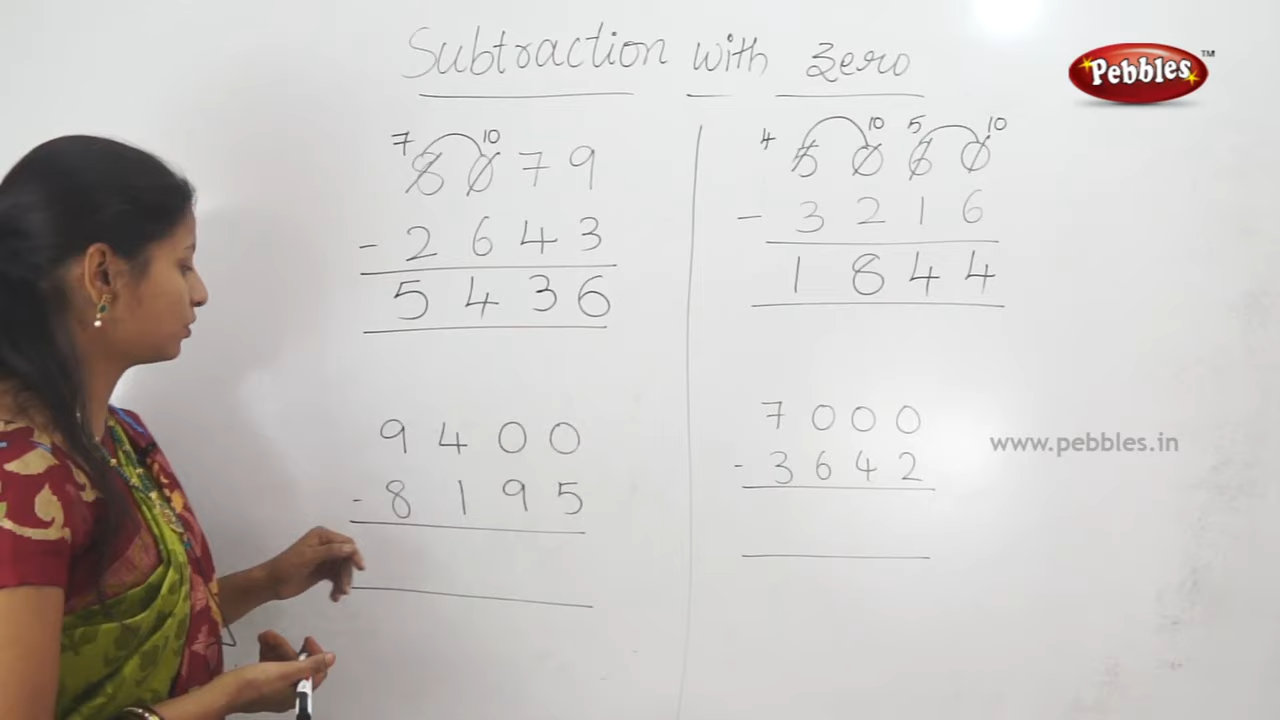 Subtraction with zero
Pebbles™
7 10
8 0 7 9
- 2 6 4 3
5 4 3 6
4 10 5 10
5 0 6 0
- 3 2 1 6
1 8 4 4
9 4 0 0
- 8 1 9 5
7 0 0 0
- 3 6 4 2
www.pebbles.in